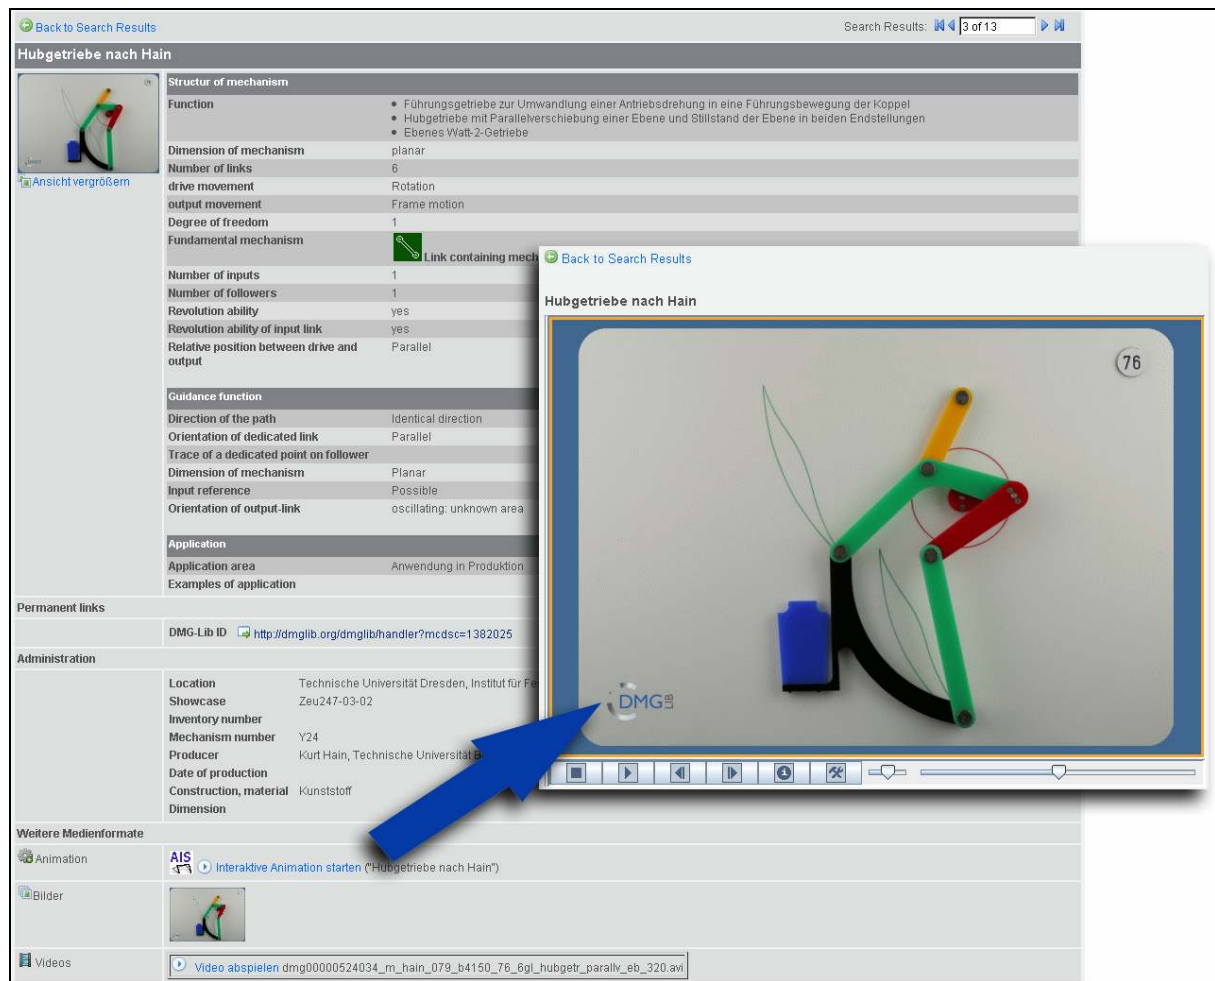 Back to Search Results
Search Results: 3 of 13
Hubgetriebe nach Hain
Ansicht vergrößern
Structur of mechanism
Function
Führungsgetriebe zur Umwandlung einer Antriebsdrehung in eine Führungsbewegung der Koppel
Hubgetriebe mit Parallelverschiebung einer Ebene und Stillstand der Ebene in beiden Endstellungen
Ebenes Watt-2-Getriebe
Dimension of mechanism planar
Number of links 6
drive movement Rotation
output movement Frame motion
Degree of freedom 1
Fundamental mechanism
Link containing mech
Number of inputs 1
Number of followers 1
Revolution ability yes
Revolution ability of input link yes
Relative position between drive and Parallel
output
Guidance function
Direction of the path Identical direction
Orientation of dedicated link Parallel
Trace of a dedicated point on follower
Dimension of mechanism Planar
Input reference Possible
Orientation of output-link oscillating: unknown area
Application
Application area Anwendung in Produktion
Examples of application
Permanent links
DMG-Lib ID http://dmglib.org/dmglib/handler?mcdsc=1382025
Administration
Location Technische Universität Dresden, Institut für Fe
Showcase Zeu247-03-02
Inventory number
Mechanism number Y24
Producer Kurt Hain, Technische Universität
Date of production
Construction, material Kunststoff
Dimension
Weitere Medienformate
Animation
AIS Interaktive Animation starten ("Hubgetriebe nach Hain")
Bilder
Videos
Video abspielen dmg00000524034_m_hain_079_b4150_76_6gl_hubgetr_parallv_eb_320.avi
Back to Search Results
Hubgetriebe nach Hain
76
DMG LIB